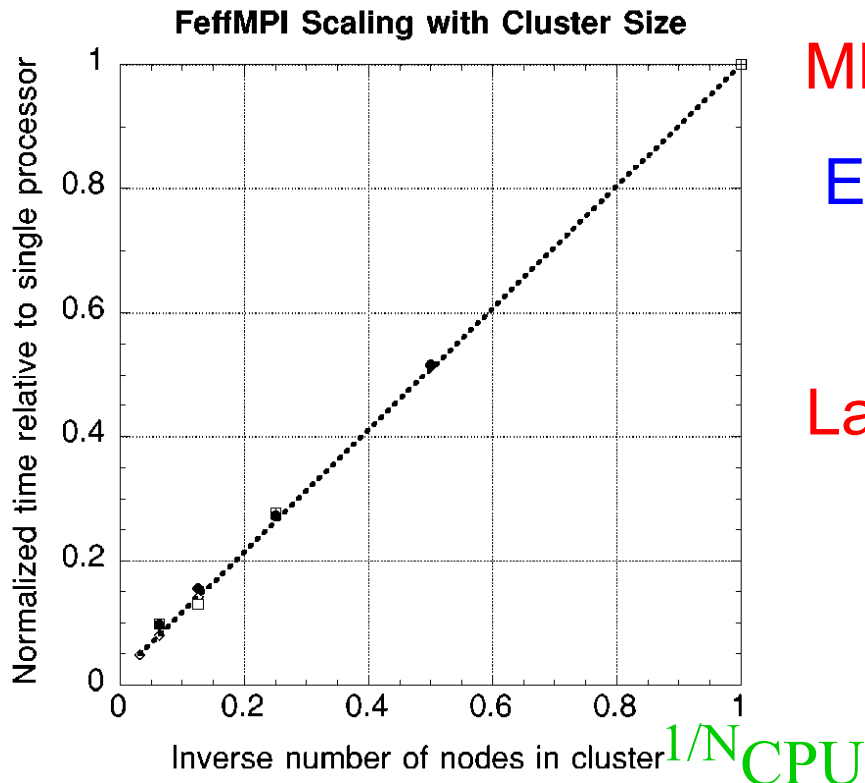 FeffMPI Scaling with Cluster Size
Normalized time relative to single processor
1
0.8
0.6
0.4
0.2
0
0 0.2 0.4 0.6 0.8 1
Inverse number of nodes in cluster 1/NCPU
E
La